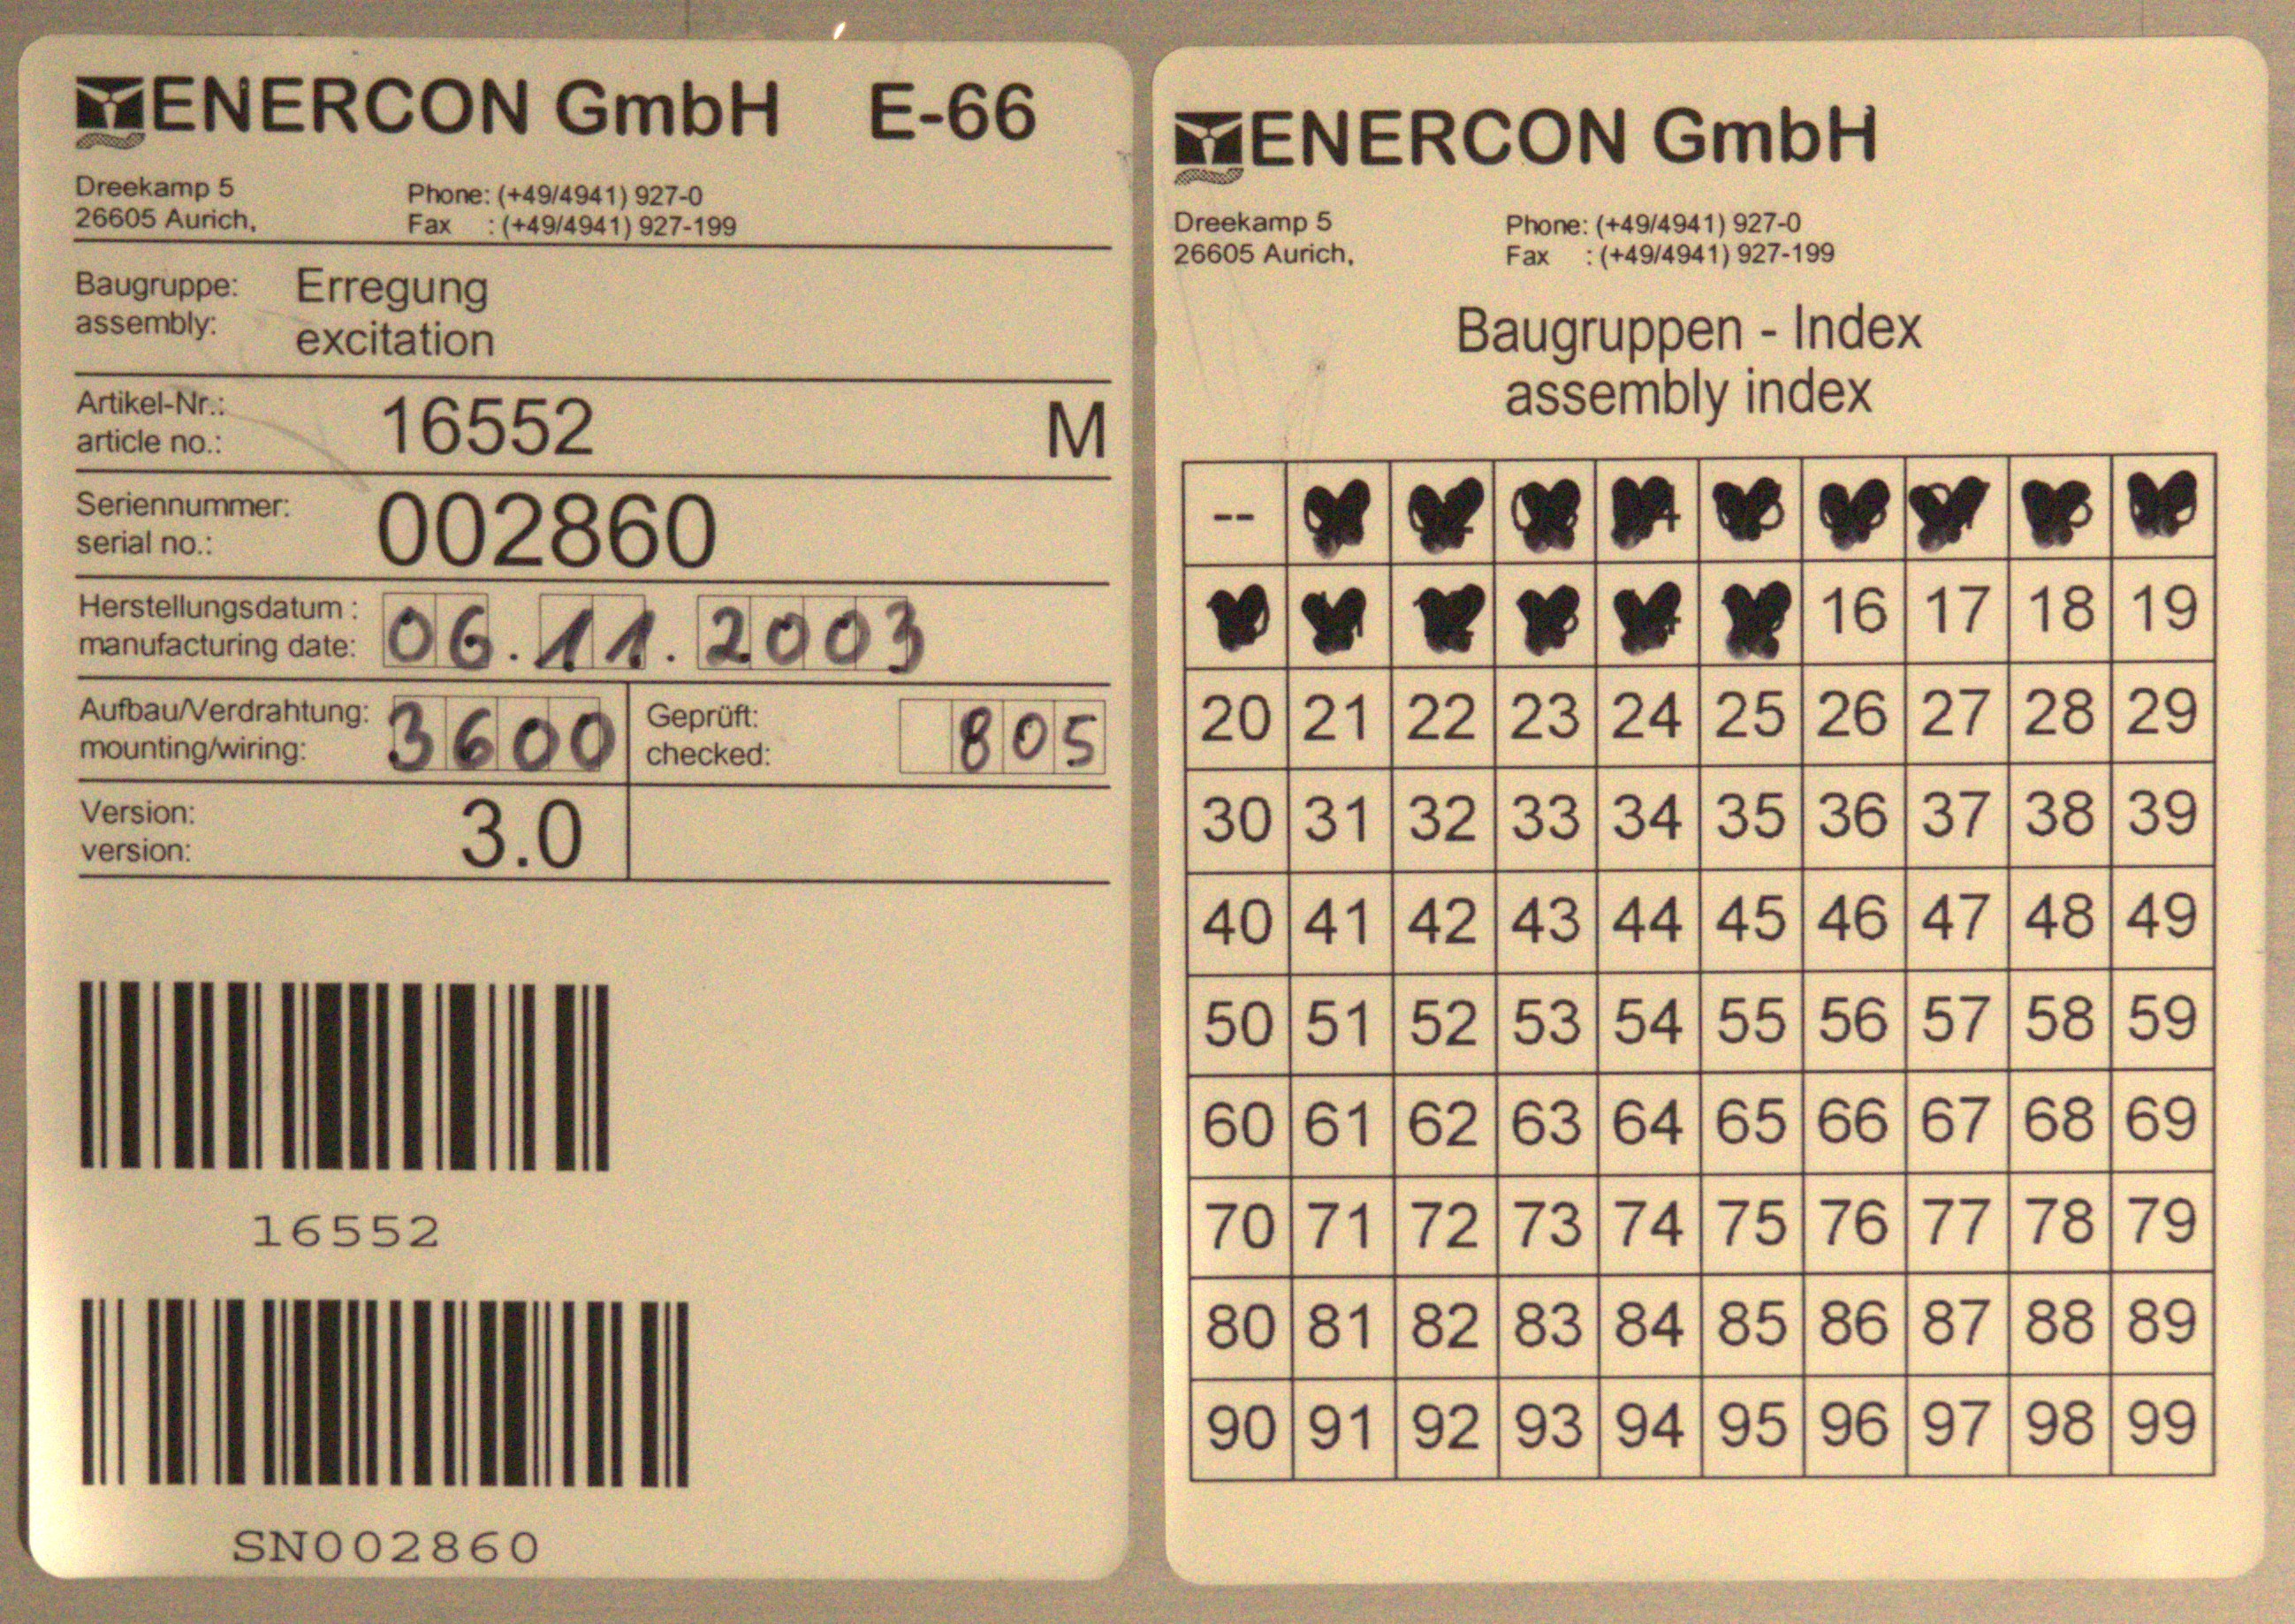 ENERCON GmbH E-66
Dreekamp 5
26605 Aurich,
Phone: (+49/4941) 927-0
Fax : (+49/4941) 927-199
Baugruppe: Erregung
assembly: excitation
Artikel-Nr.:
article no.: 16552 M
Seriennummer:
serial no.: 002860
Herstellungsdatum :
manufacturing date: 06.11.2003
Aufbau/Verdrahtung:
mounting/wiring: 3600
Geprüft:
checked: 805
Version:
version: 3.0
16552
SN002860
ENERCON GmbH
Dreekamp 5
26605 Aurich,
Phone: (+49/4941) 927-0
Fax : (+49/4941) 927-199
Baugruppen - Index
assembly index
--
16 17 18 19
20 21 22 23 24 25 26 27 28 29
30 31 32 33 34 35 36 37 38 39
40 41 42 43 44 45 46 47 48 49
50 51 52 53 54 55 56 57 58 59
60 61 62 63 64 65 66 67 68 69
70 71 72 73 74 75 76 77 78 79
80 81 82 83 84 85 86 87 88 89
90 91 92 93 94 95 96 97 98 99